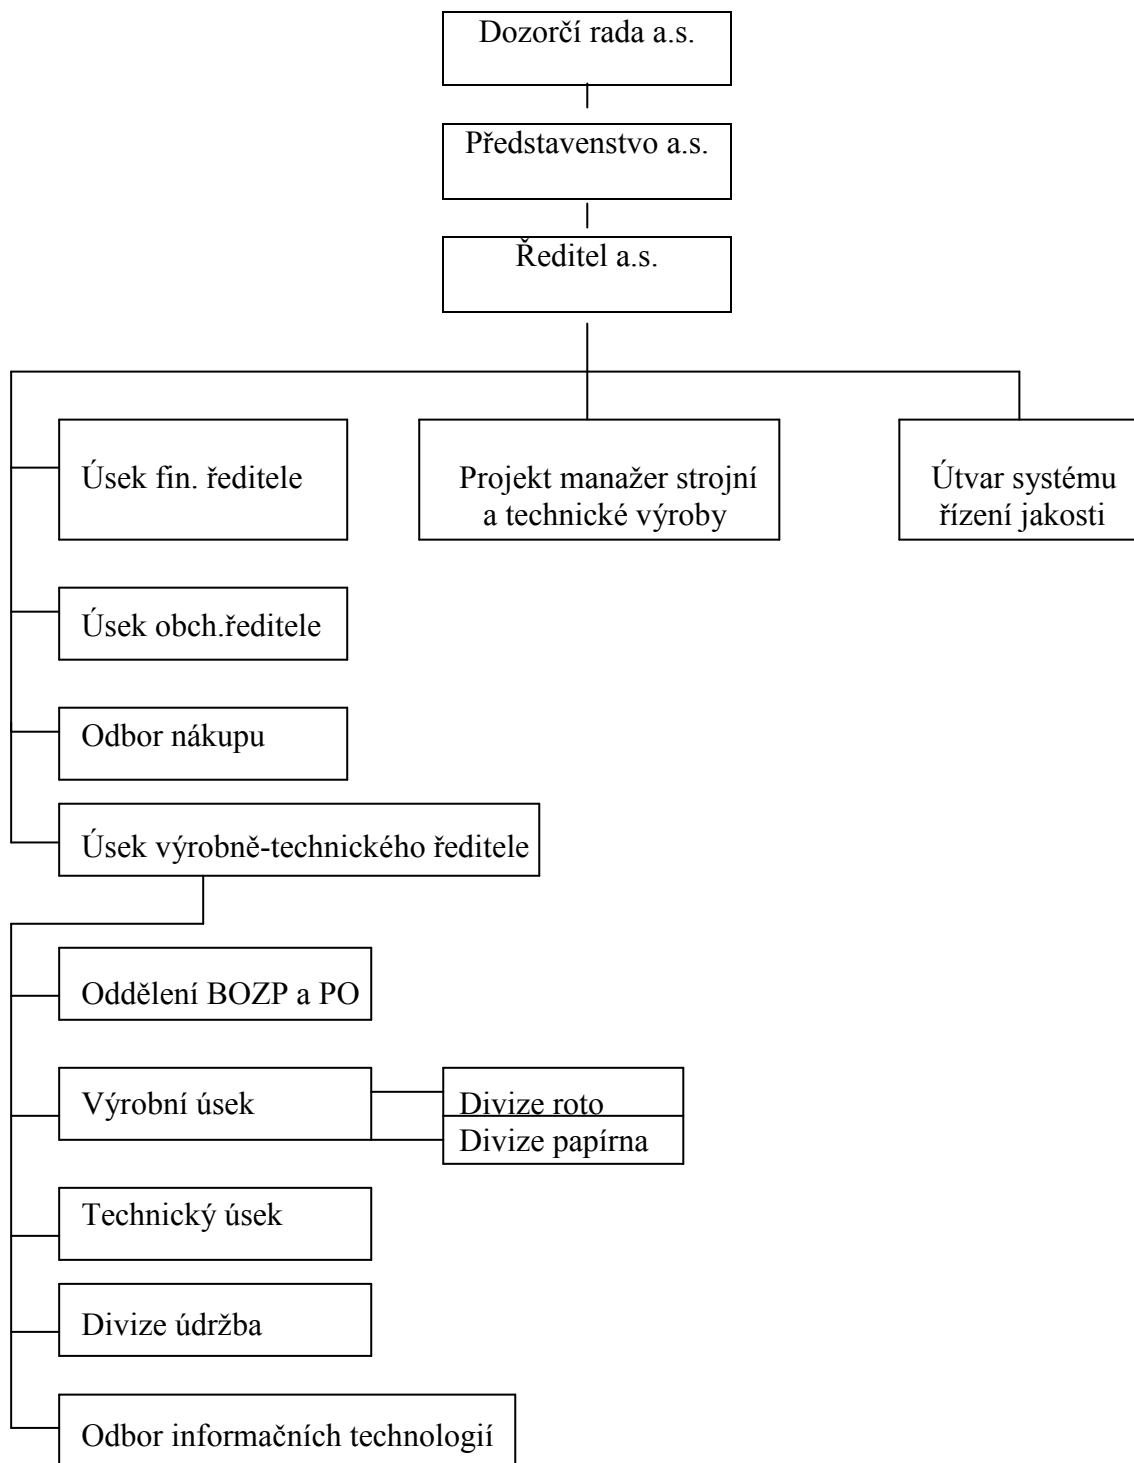 Dozorčí rada a.s.
Představenstvo a.s.
Ředitel a.s.
Úsek fin. ředitele
Projekt manažer strojní
a technické výroby
Útvar systému
řízení jakosti
Úsek obch.ředitele
Odbor nákupu
Úsek výrobně-technického ředitele
Oddělení BOZP a PO
Výrobní úsek
Divize roto
Divize papírna
Technický úsek
Divize údržba
Odbor informačních technologií